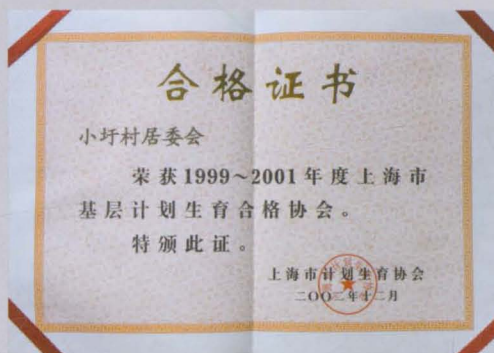 合格证书
小圩村居委会
荣获1999~2001年度上海市
基层计划生育合格协会。
特颁此证。
上海市计划生育协会
二〇〇二年十二月